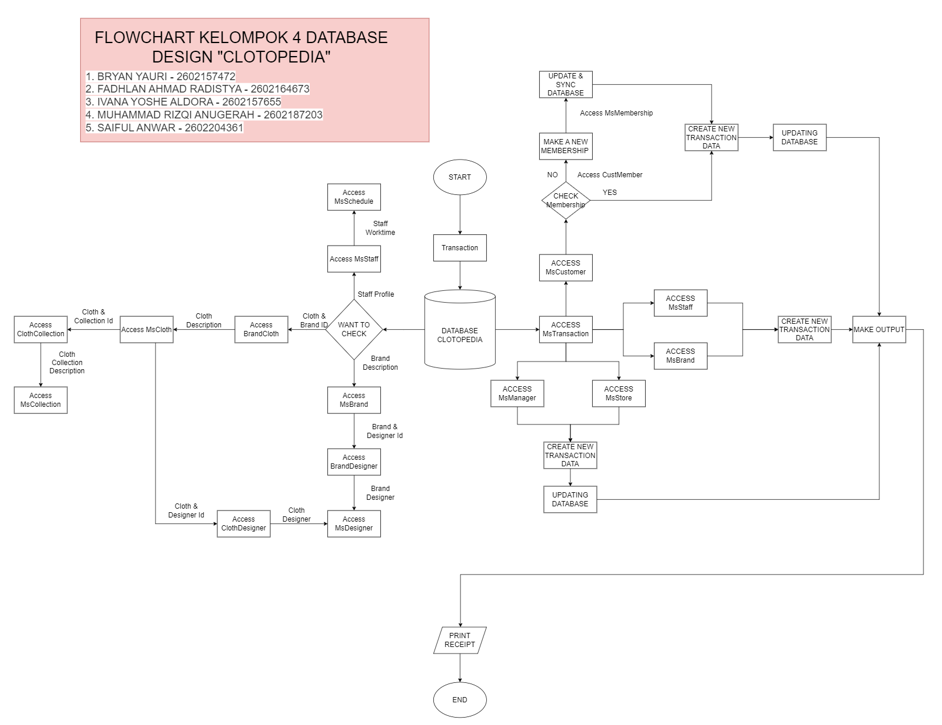 FLOWCHART KELOMPOK 4 DATABASE
DESIGN "CLOTOPEDIA"
1. BRYAN YAURI - 2602157472
2. FADHLAN AHMAD RADISTYA - 2602164673
3. IVANA YOSHE ALDORA - 2602157655
4. MUHAMMAD RIZQI ANUGERAH - 2602187203
5. SAIFUL ANWAR - 2602204361
UPDATE &
SYNC
DATABASE
Access MsMembership
MAKE A NEW
MEMBERSHIP
CREATE NEW
TRANSACTION
DATA
UPDATING
DATABASE
NO
Access CustMember
YES
CHECK
Membership
START
Access
MsSchedule
Staff
Worktime
Transaction
Access MsStaff
ACCESS
MsCustomer
Staff Profile
Cloth &
Collection Id
Cloth
Description
Cloth &
Brand ID
Access
ClothCollection
Access MsCloth
Access
BrandCloth
WANT TO
CHECK
DATABASE
CLOTOPEDIA
ACCESS
MsTransaction
ACCESS
MsStaff
ACCESS
MsBrand
CREATE NEW
TRANSACTION
DATA
MAKE OUTPUT
Cloth
Collection
Description
Brand
Description
Access
MsCollection
Access
MsBrand
ACCESS
MsManager
ACCESS
MsStore
Brand &
Designer Id
CREATE NEW
TRANSACTION
DATA
Access
BrandDesigner
Brand
Designer
UPDATING
DATABASE
Cloth &
Designer Id
Access
ClothDesigner
Cloth
Designer
Access
MsDesigner
PRINT
RECEIPT
END